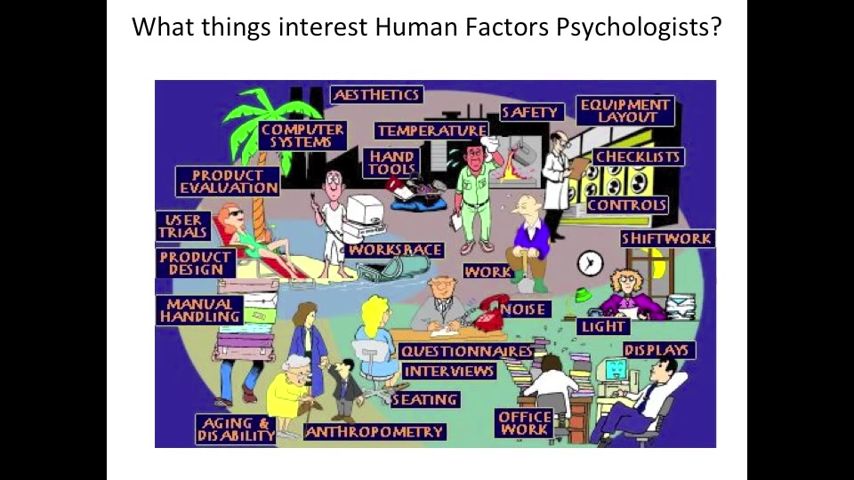 What things interest Human Factors Psychologists?
AESTHETICS
SAFETY
EQUIPMENT
LAYOUT
COMPUTER
SYSTEMS
TEMPERATURE
HAND
TOOLS
CHECKLISTS
PRODUCT
EVALUATION
CONTROLS
USER
TRIALS
SHIFTWORK
WORKSPACE
PRODUCT
DESIGN
WORK
MANUAL
HANDLING
NOISE
LIGHT
QUESTIONNAIRES
DISPLAYS
INTERVIEWS
SEATING
AGING &
DISABILITY
ANTHROPOMETRY
OFFICE
WORK